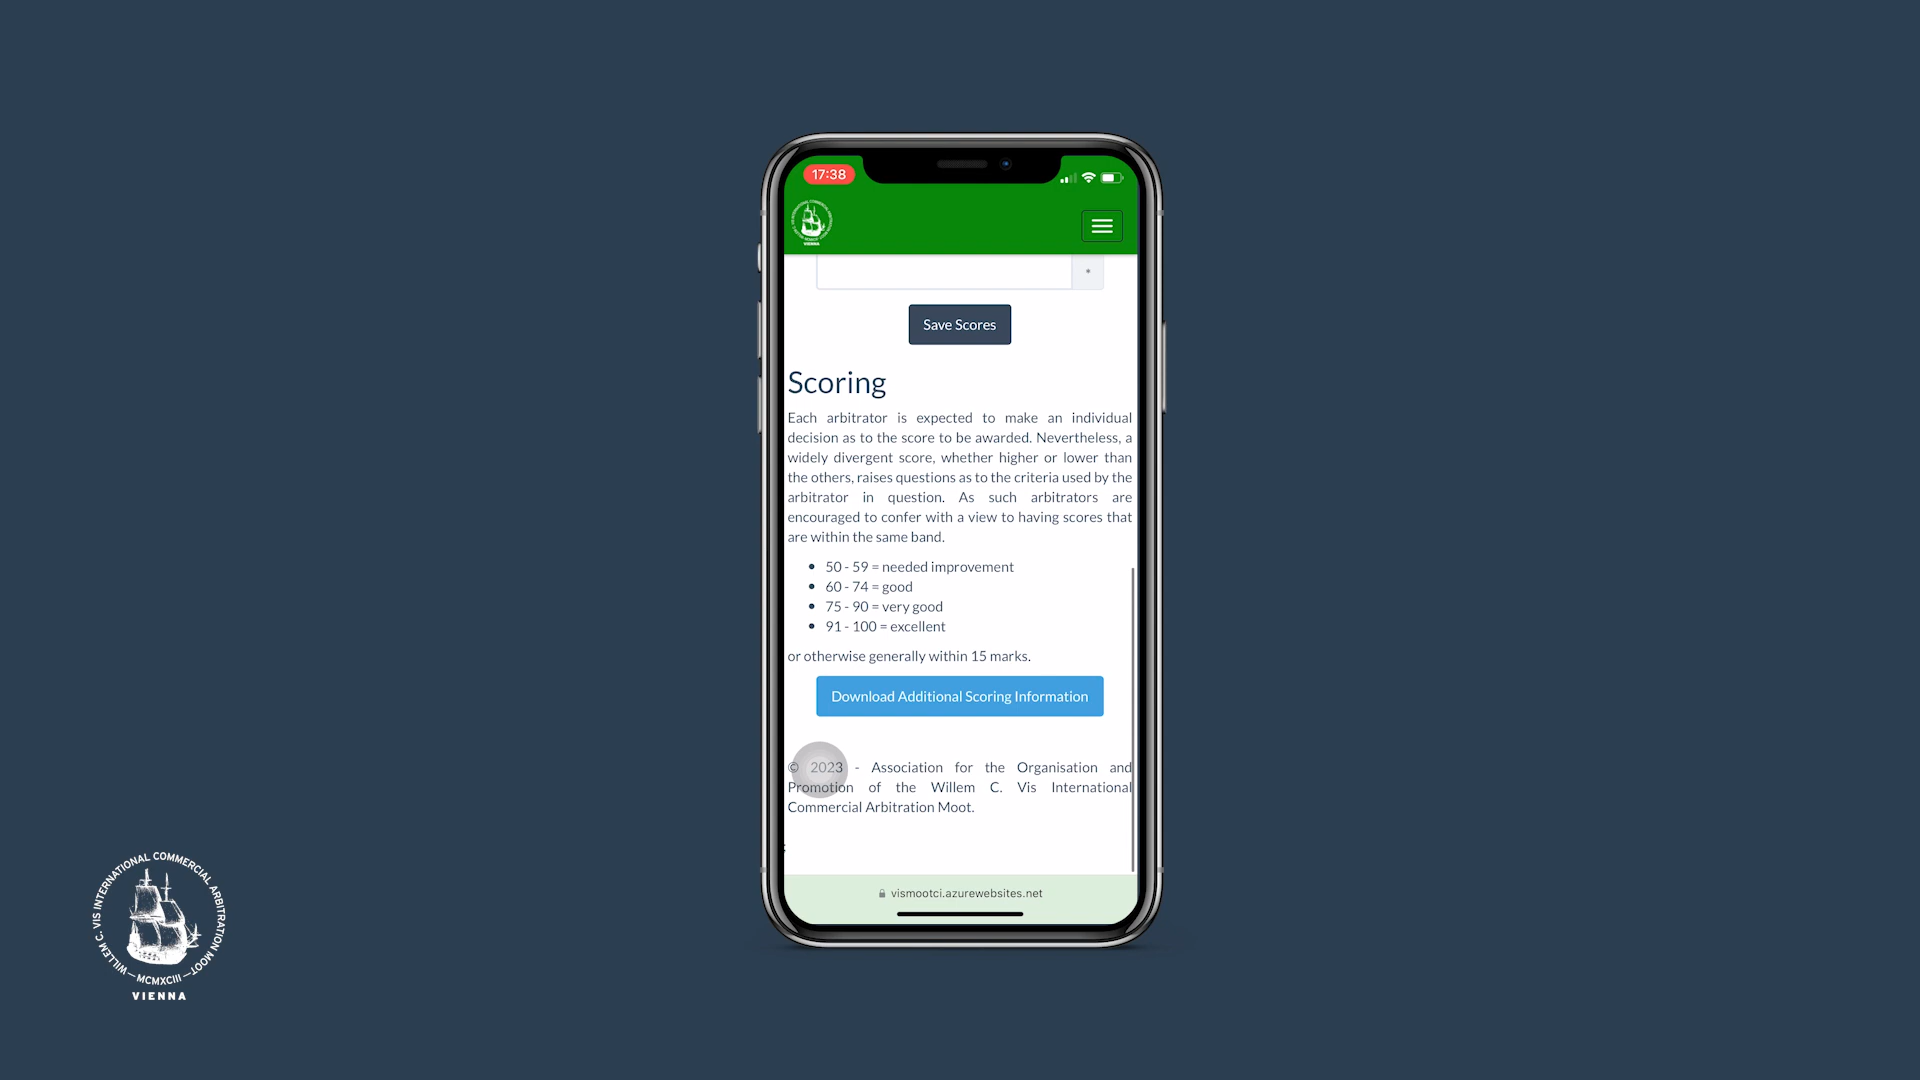 17:38
VIENNA
*
Save Scores
Scoring
Each arbitrator is expected to make an individual
decision as to the score to be awarded. Nevertheless, a
widely divergent score, whether higher or lower than
the others, raises questions as to the criteria used by the
arbitrator in question. As such arbitrators are
encouraged to confer with a view to having scores that
are within the same band.
• 50 - 59 = needed improvement
• 60 - 74 = good
• 75 - 90 = very good
• 91 - 100 = excellent
or otherwise generally within 15 marks.
Download Additional Scoring Information
© 2023 - Association for the Organisation and
Promotion of the Willem C. Vis International
Commercial Arbitration Moot.
vismootci.azurewebsites.net
WILLEM C. VIS INTERNATIONAL COMMERCIAL ARBITRATION MOOT
MCMXCIII
VIENNA